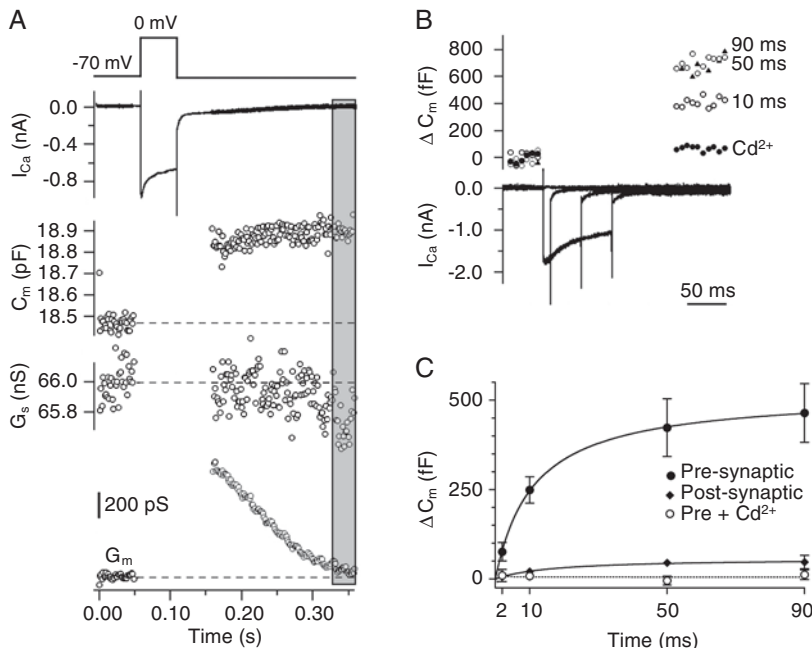 A
0 mV
-70 mV
0.0
-0.4
-0.8
I_Ca (nA)
18.9
18.8
18.7
18.6
18.5
C_m (pF)
66.0
65.8
G_s (nS)
200 pS
G_m
0.00 0.10 0.20 0.30
Time (s)
B
800
600
400
200
0
Δ C_m (fF)
90 ms
50 ms
10 ms
Cd²⁺
0.0
-1.0
-2.0
I_Ca (nA)
50 ms
C
500
250
0
Δ C_m (fF)
Pre-synaptic
Post-synaptic
Pre + Cd²⁺
2 10 50 90
Time (ms)